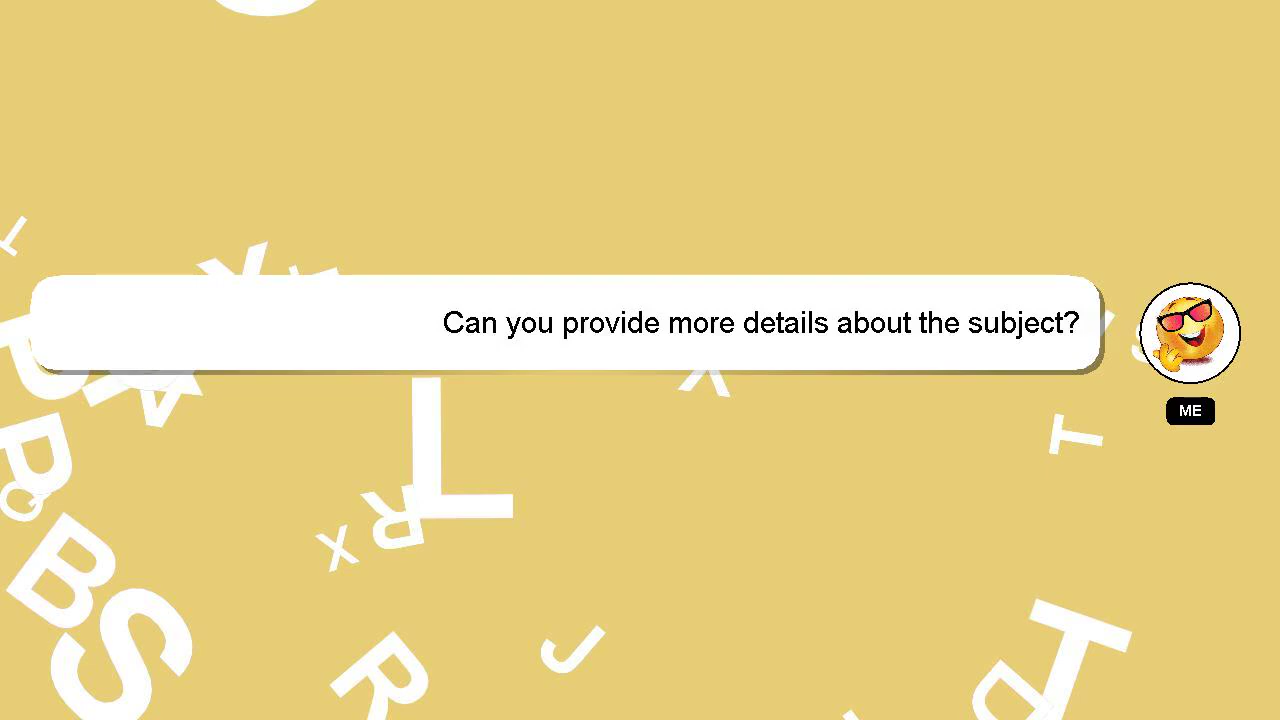 Can you provide more details about the subject?
ME
L
X
P
R
Q
B
S
X
R
L
R
J
T
T
D
X